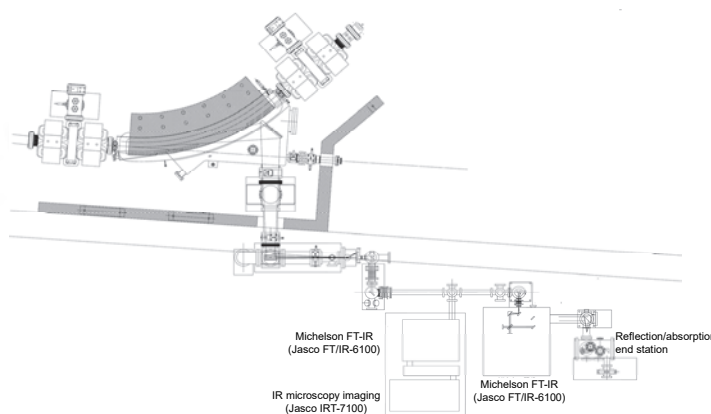 Michelson FT-IR
(Jasco FT/IR-6100)
Reflection/absorption
end station
IR microscopy imaging
(Jasco IRT-7100)
Michelson FT-IR
(Jasco FT/IR-6100)